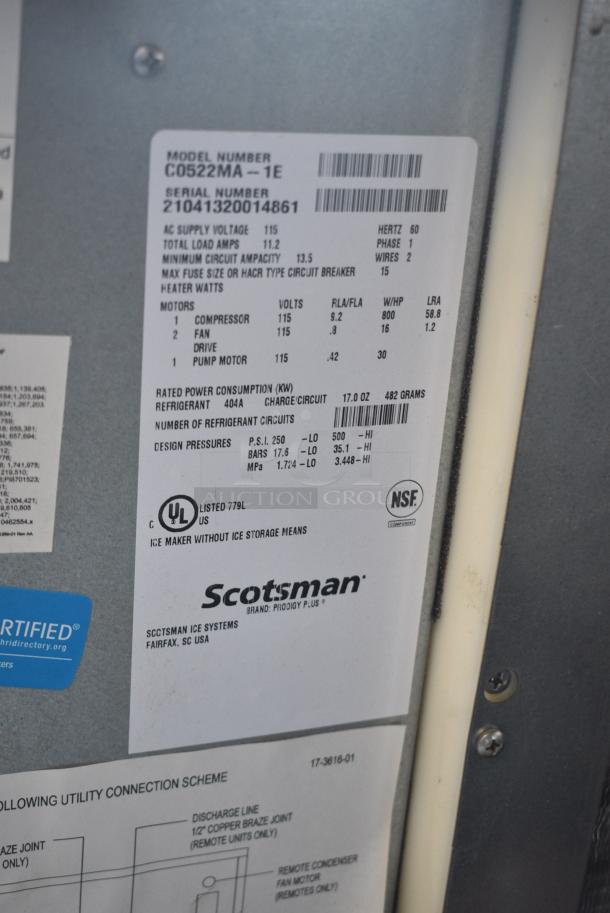 MODEL NUMBER
C0522MA-1E
SERIAL NUMBER
21041320014861
AC SUPPLY VOLTAGE 115 HERTZ 60
TOTAL LOAD AMPS 11.2 PHASE 1
MINIMUM CIRCUIT AMPACITY 13.5 WIRES 2
MAX FUSE SIZE OR HACR TYPE CIRCUIT BREAKER 15
HEATER WATTS
MOTORS VOLTS RLA/FLA W/HP LRA
1 COMPRESSOR 115 9.2 800 58.8
2 FAN 115 .8 16 1.2
DRIVE
1 PUMP MOTOR 115 .42 30
RATED POWER CONSUMPTION (KW)
REFRIGERANT 404A CHARGE/CIRCUIT 17.0 OZ 482 GRAMS
NUMBER OF REFRIGERANT CIRCUITS
DESIGN PRESSURES P.S.I. 250 -LO 500 -HI
BARS 17.6 -LO 35.1 -HI
MPa 1.724-LO 3.448-HI
AUCTION GROUP
C UL LISTED 779L
US
NSF
COMPONENT
ICE MAKER WITHOUT ICE STORAGE MEANS
Scotsman
BRAND: PRODIGY PLUS
SCOTSMAN ICE SYSTEMS
FAIRFAX, SC USA
RTIFIED®
hridirectory.org
kers
17-3616-01
OLLOWING UTILITY CONNECTION SCHEME
DISCHARGE LINE
1/2" COPPER BRAZE JOINT
(REMOTE UNITS ONLY)
AZE JOINT
ONLY)
REMOTE CONDENSER
FAN MOTOR
(REMOTES ONLY)